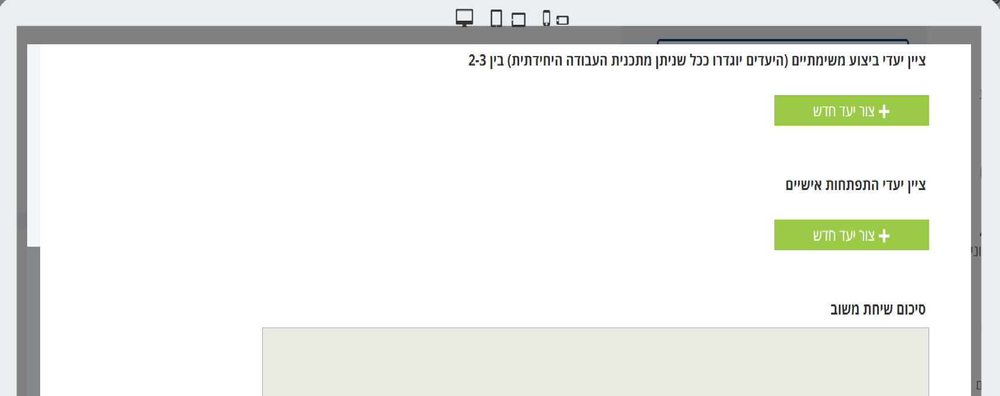 ציין יעדי ביצוע משימתיים (היעדים יוגדרו ככל שניתן מתכנית העבודה היחידתית) בין 2-3
+ צור יעד חדש
ציין יעדי התפתחות אישיים
+ צור יעד חדש
סיכום שיחת משוב